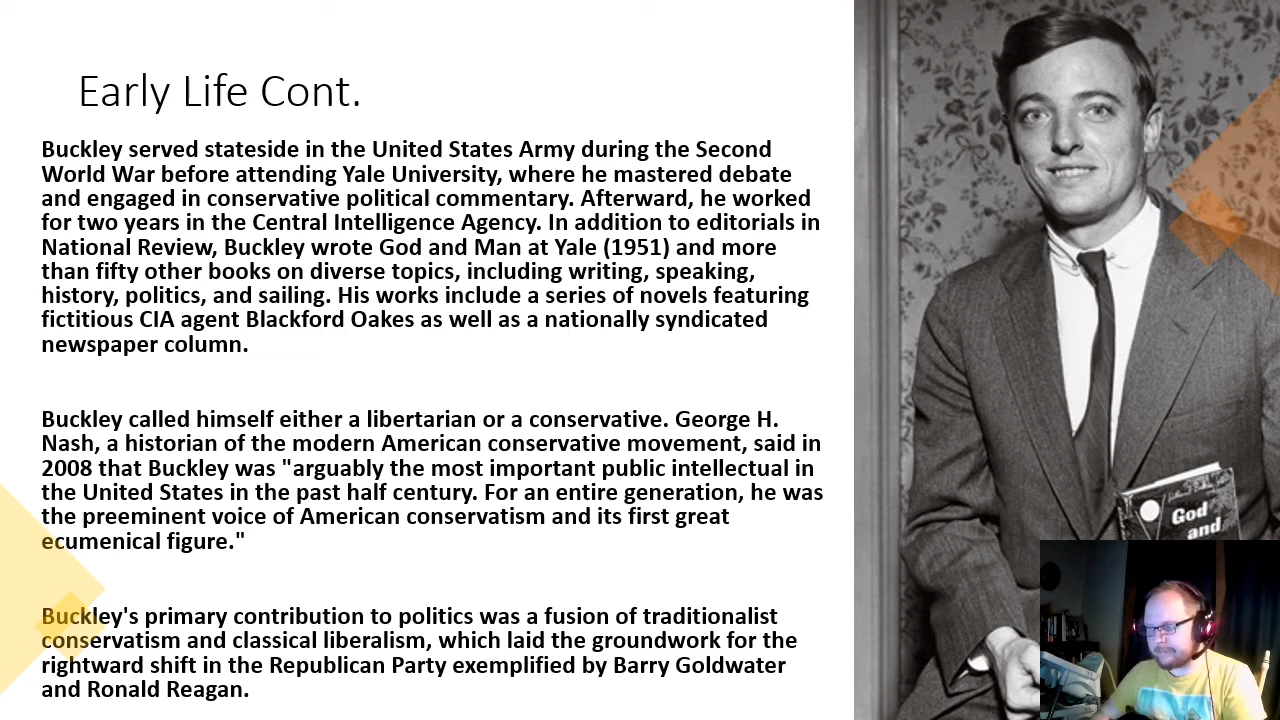 Early Life Cont.
Buckley served stateside in the United States Army during the Second
World War before attending Yale University, where he mastered debate
and engaged in conservative political commentary. Afterward, he worked
for two years in the Central Intelligence Agency. In addition to editorials in
National Review, Buckley wrote God and Man at Yale (1951) and more
than fifty other books on diverse topics, including writing, speaking,
history, politics, and sailing. His works include a series of novels featuring
fictitious CIA agent Blackford Oakes as well as a nationally syndicated
newspaper column.
Buckley called himself either a libertarian or a conservative. George H.
Nash, a historian of the modern American conservative movement, said in
2008 that Buckley was "arguably the most important public intellectual in
the United States in the past half century. For an entire generation, he was
the preeminent voice of American conservatism and its first great
ecumenical figure."
Buckley's primary contribution to politics was a fusion of traditionalist
conservatism and classical liberalism, which laid the groundwork for the
rightward shift in the Republican Party exemplified by Barry Goldwater
and Ronald Reagan.
God
and